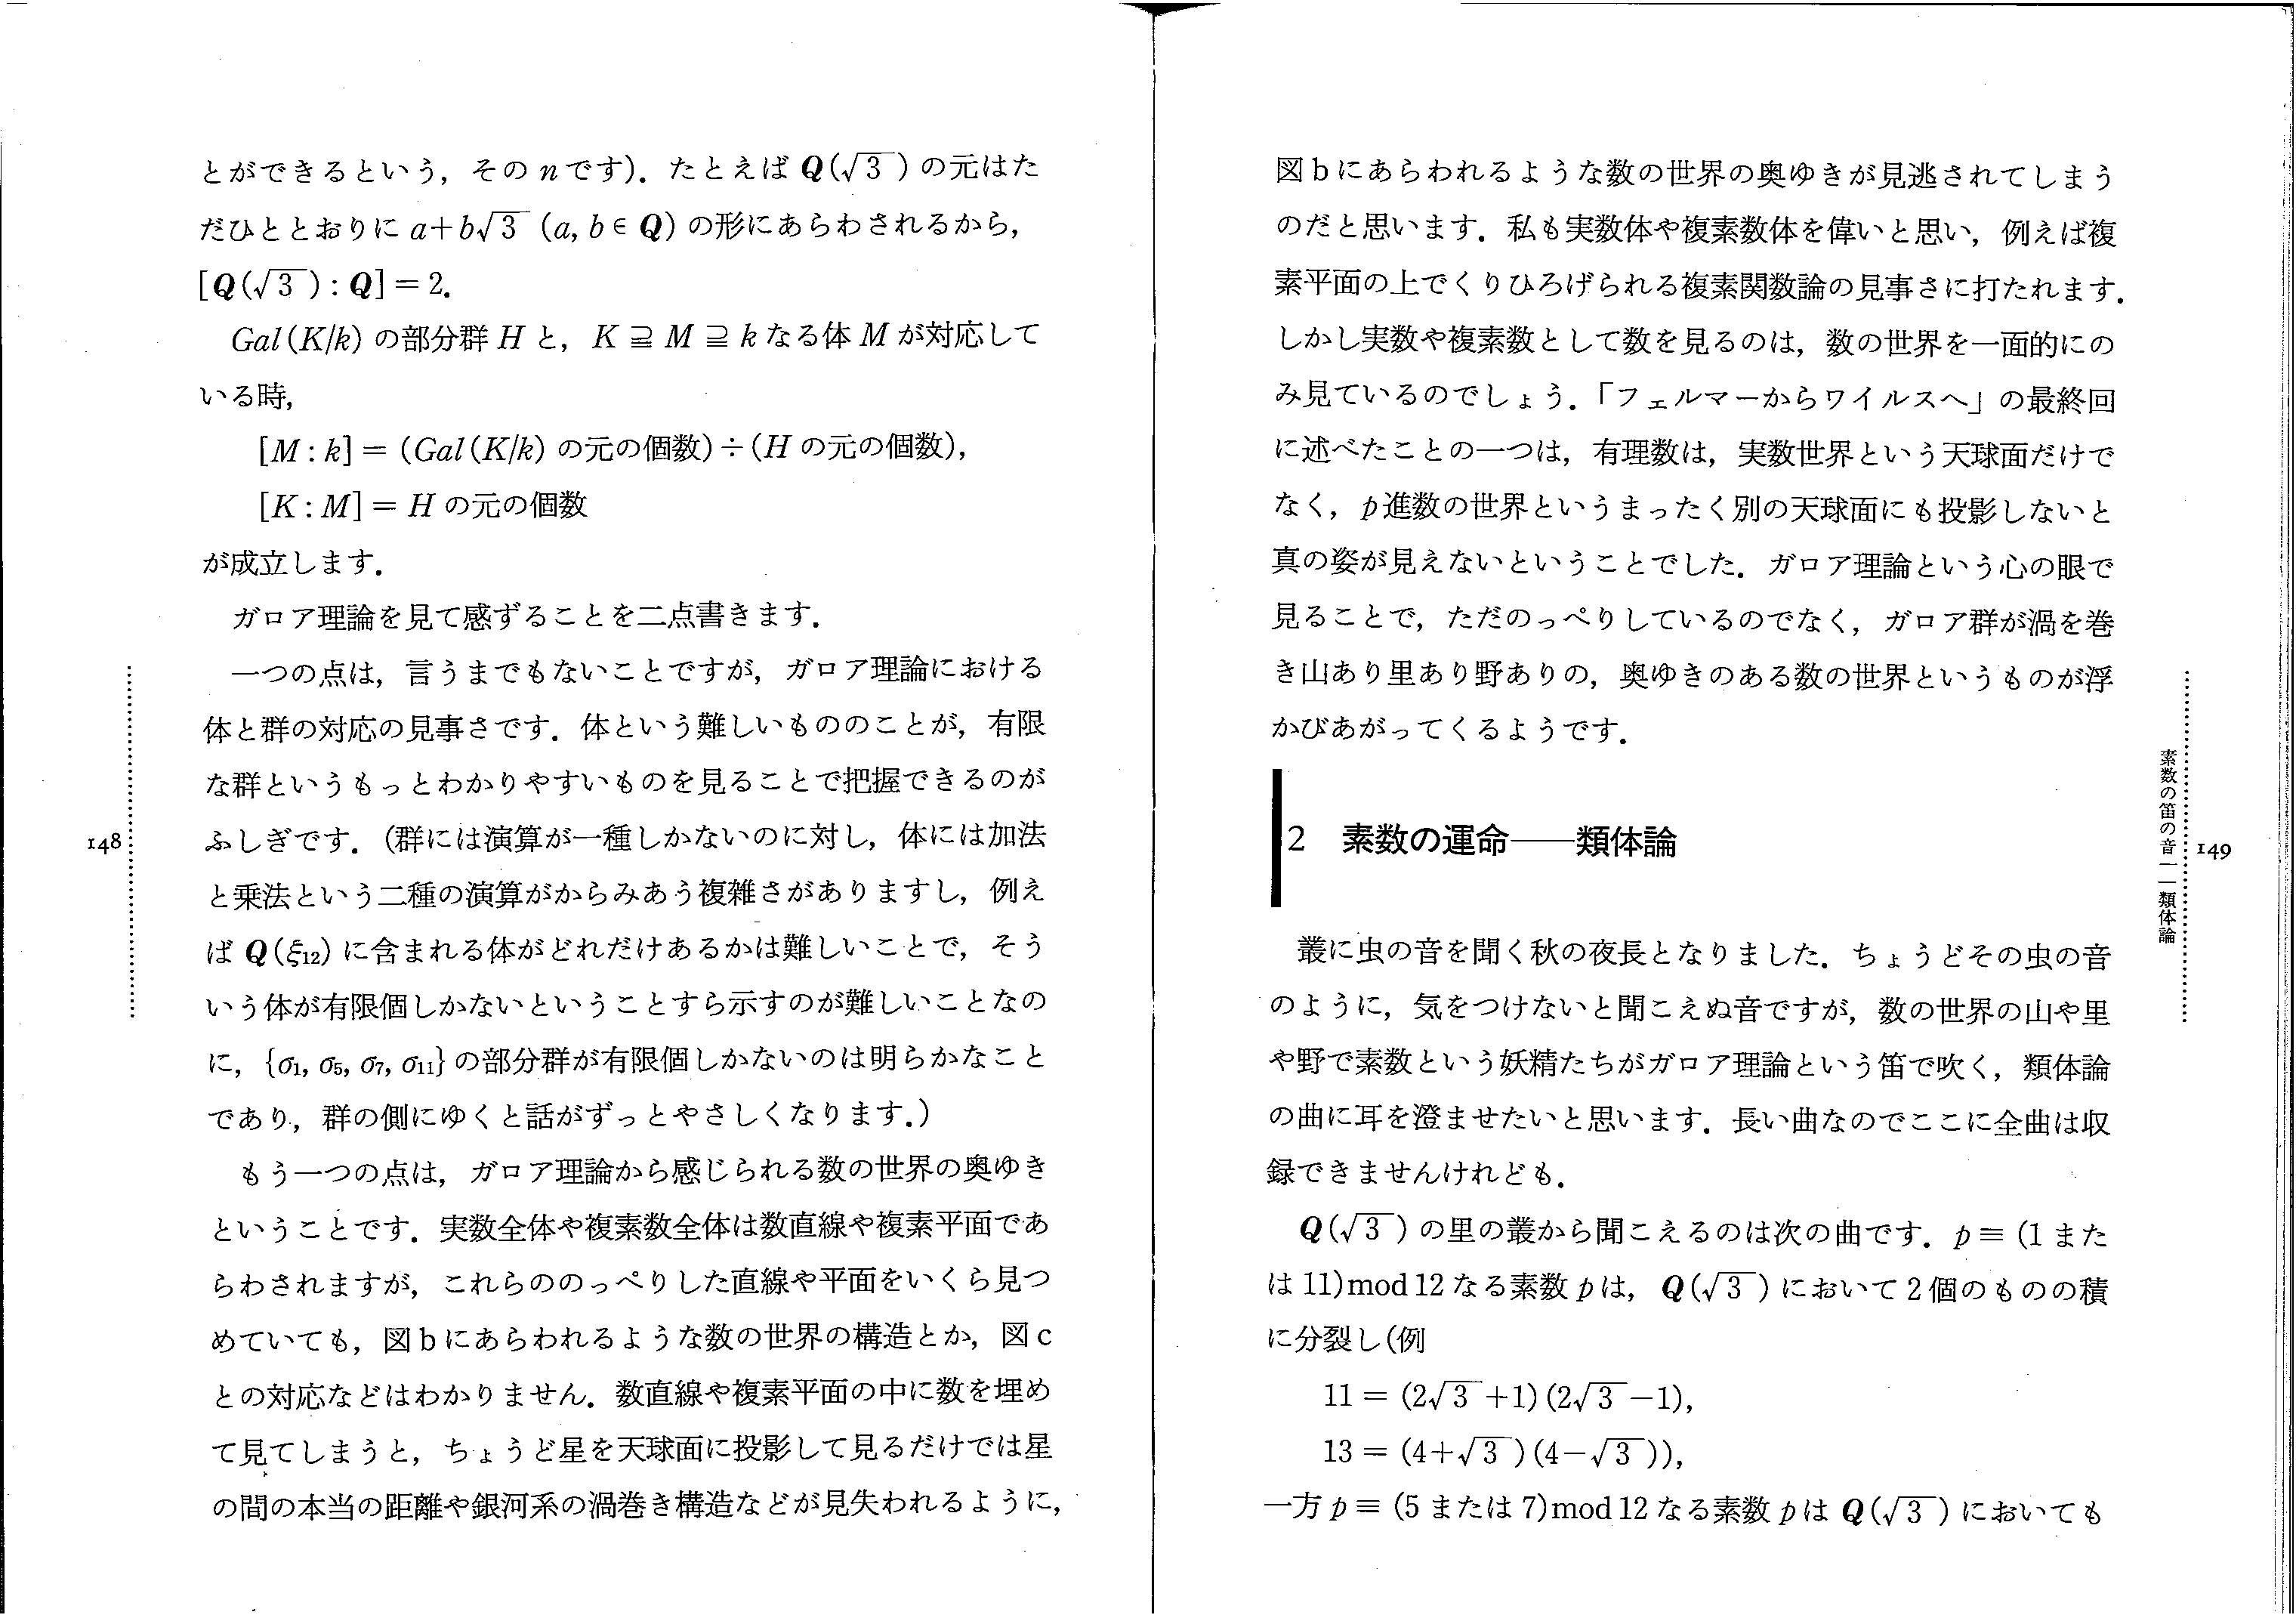 とができるという，その n です）．たとえば Q(√3) の元はた
だひととおりに a+b√3 (a, b∈Q) の形にあらわされるから，
[Q(√3) : Q] = 2．
Gal(K/k) の部分群 H と，K ⊇ M ⊇ k なる体 M が対応して
いる時，
[M : k] = (Gal(K/k) の元の個数)÷(H の元の個数)，
[K : M] = H の元の個数
が成立します．
ガロア理論を見て感ずることを二点書きます．
一つの点は，言うまでもないことですが，ガロア理論における
体と群の対応の見事さです．体という難しいもののことが，有限
な群というもっとわかりやすいものを見ることで把握できるのが
ふしぎです．（群には演算が一種しかないのに対し，体には加法
と乗法という二種の演算がからみあう複雑さがありますし，例え
ば Q(ξ₁₂) に含まれる体がどれだけあるかは難しいことで，そう
いう体が有限個しかないということすら示すのが難しいことなの
に，{σ₁, σ₅, σ₇, σ₁₁} の部分群が有限個しかないのは明らかなこと
であり，群の側にゆくと話がずっとやさしくなります．）
もう一つの点は，ガロア理論から感じられる数の世界の奥ゆき
ということです．実数全体や複素数全体は数直線や複素平面であ
らわされますが，これらののっぺりした直線や平面をいくら見つ
めていても，図 b にあらわれるような数の世界の構造とか，図 c
との対応などはわかりません．数直線や複素平面の中に数を埋め
て見てしまうと，ちょうど星を天球面に投影して見るだけでは星
の間の本当の距離や銀河系の渦巻き構造などが見失われるように，
148
図 b にあらわれるような数の世界の奥ゆきが見逃されてしまう
のだと思います．私も実数体や複素数体を偉いと思い，例えば複
素平面の上でくりひろげられる複素関数論の見事さに打たれます．
しかし実数や複素数として数を見るのは，数の世界を一面的にの
み見ているのでしょう．「フェルマーからワイルスへ」の最終回
に述べたことの一つは，有理数は，実数世界という天球面だけで
なく，p進数の世界というまったく別の天球面にも投影しないと
真の姿が見えないということでした．ガロア理論という心の眼で
見ることで，ただのっぺりしているのでなく，ガロア群が渦を巻
き山あり里あり野ありの，奥ゆきのある数の世界というものが浮
かびあがってくるようです．
2 素数の運命――類体論
叢に虫の音を聞く秋の夜長となりました．ちょうどその虫の音
のように，気をつけないと聞こえぬ音ですが，数の世界の山や里
や野で素数という妖精たちがガロア理論という笛で吹く，類体論
の曲に耳を澄ませたいと思います．長い曲なのでここに全曲は収
録できませんけれども．
Q(√3) の里の叢から聞こえるのは次の曲です．p ≡ (1 また
は 11)mod 12 なる素数 p は，Q(√3) において 2 個のものの積
に分裂し（例
11 = (2√3+1)(2√3−1),
13 = (4+√3)(4−√3)),
一方 p ≡ (5 または 7)mod 12 なる素数 p は Q(√3) においても
素数の笛の音――類体論
149